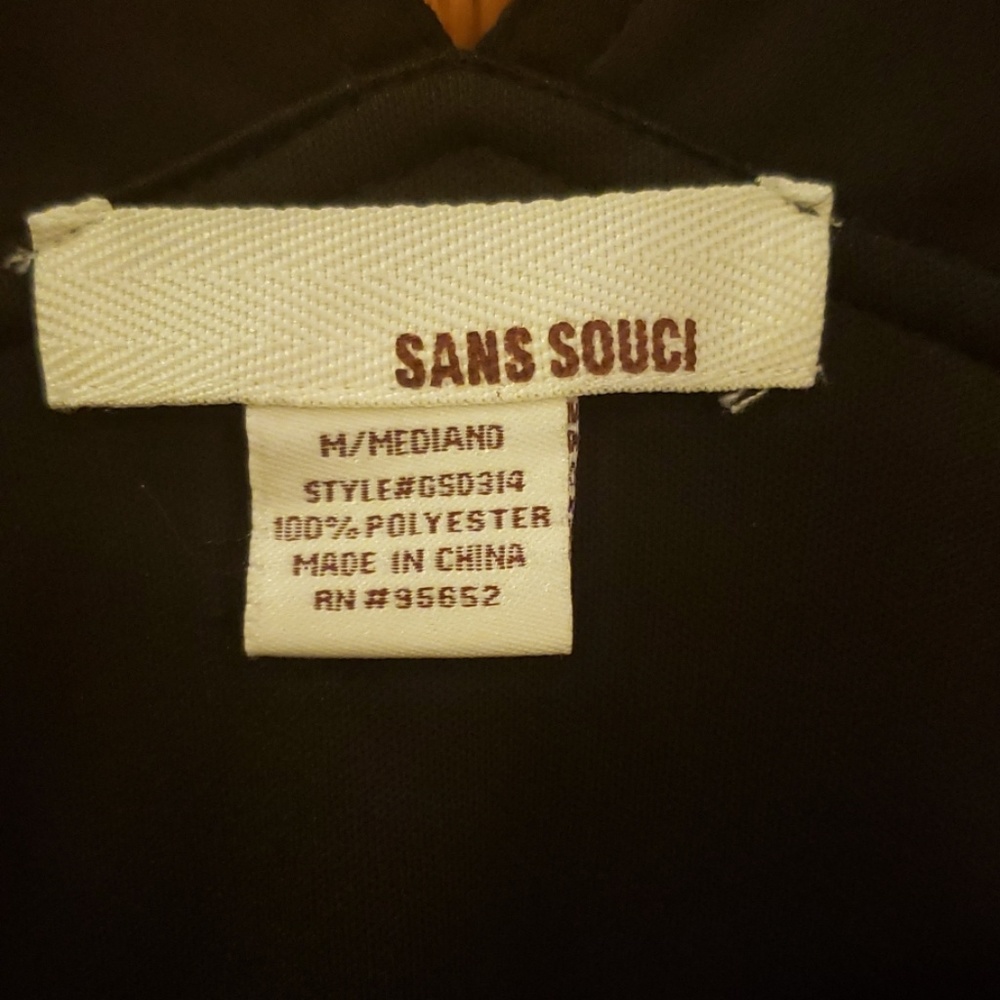 SANS SOUCI
M/MEDIANO
STYLE#GSD314
100% POLYESTER
MADE IN CHINA
RN #95652